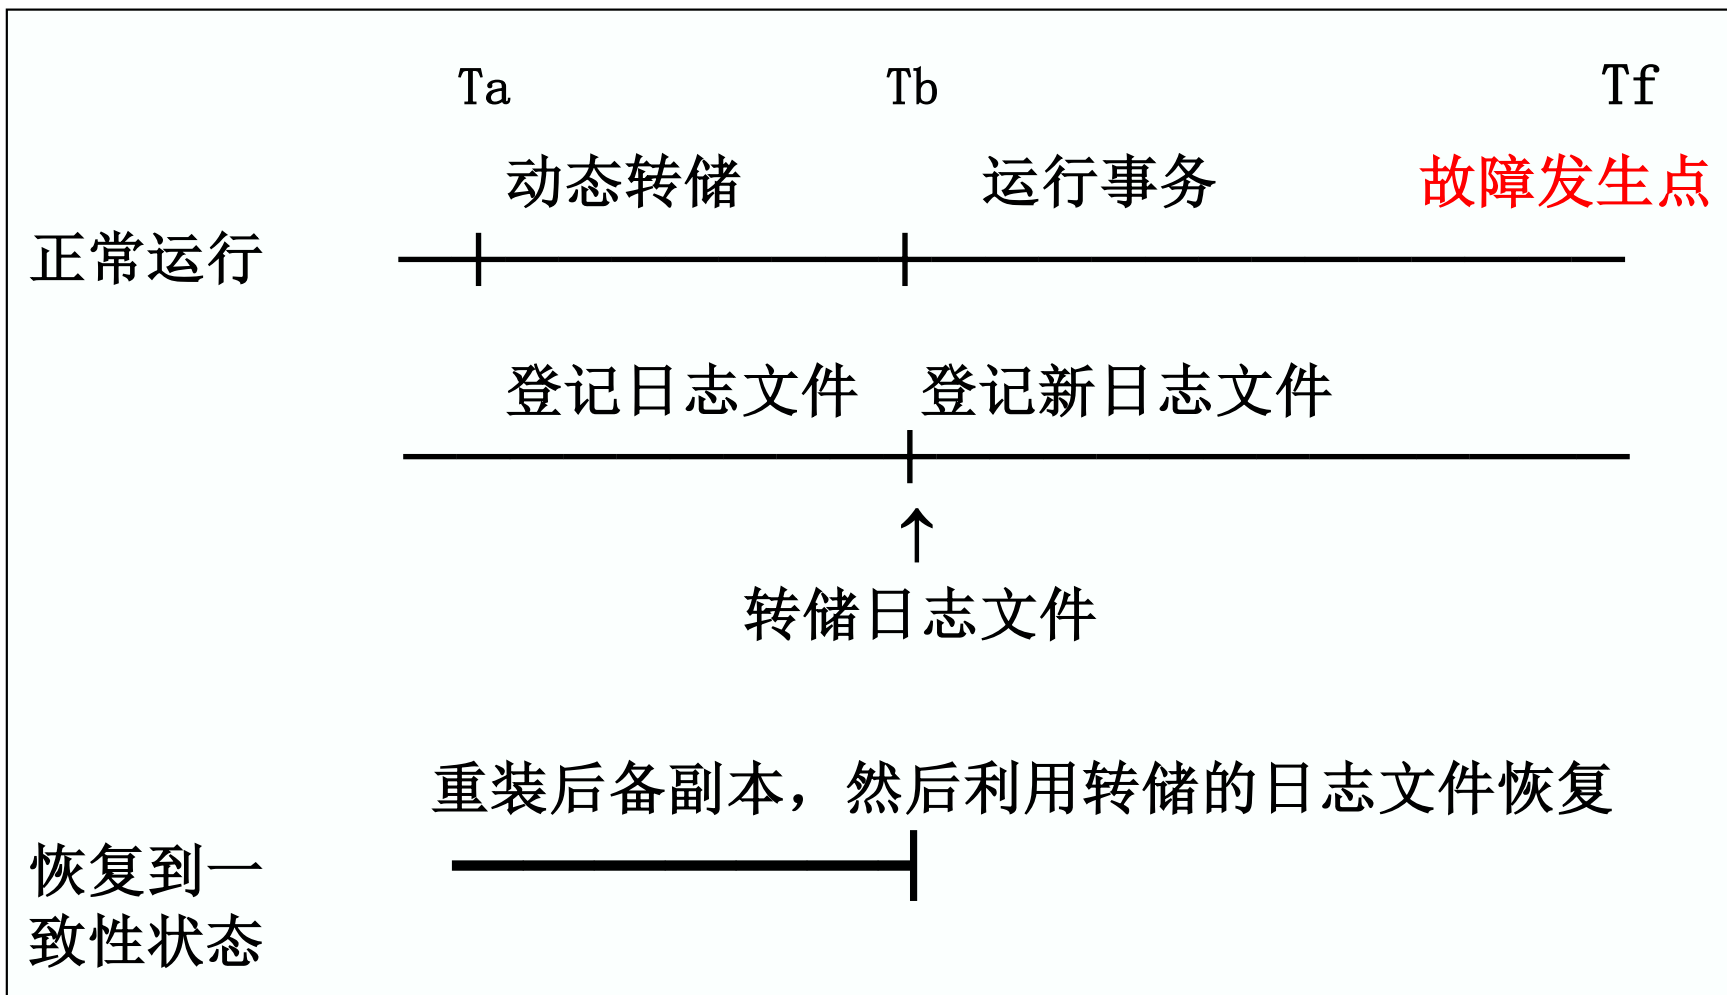 Ta Tb Tf
动态转储 运行事务 故障发生点
正常运行
登记日志文件 登记新日志文件
↑
转储日志文件
重装后备副本，然后利用转储的日志文件恢复
恢复到一
致性状态